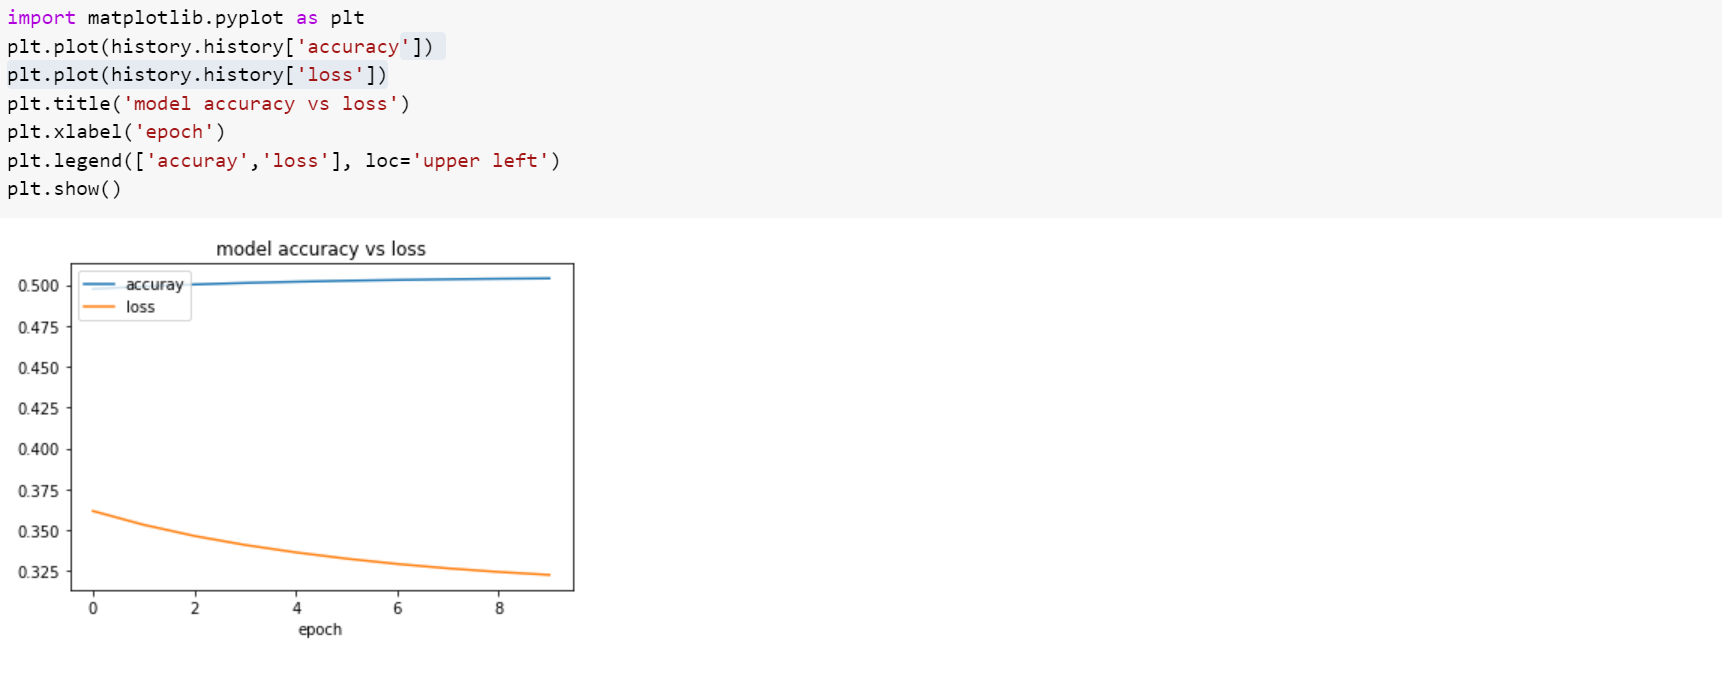 import matplotlib.pyplot as plt
plt.plot(history.history['accuracy'])
plt.plot(history.history['loss'])
plt.title('model accuracy vs loss')
plt.xlabel('epoch')
plt.legend(['accuray','loss'], loc='upper left')
plt.show()
model accuracy vs loss
accuray
loss
0.500
0.475
0.450
0.425
0.400
0.375
0.350
0.325
0 2 4 6 8
epoch